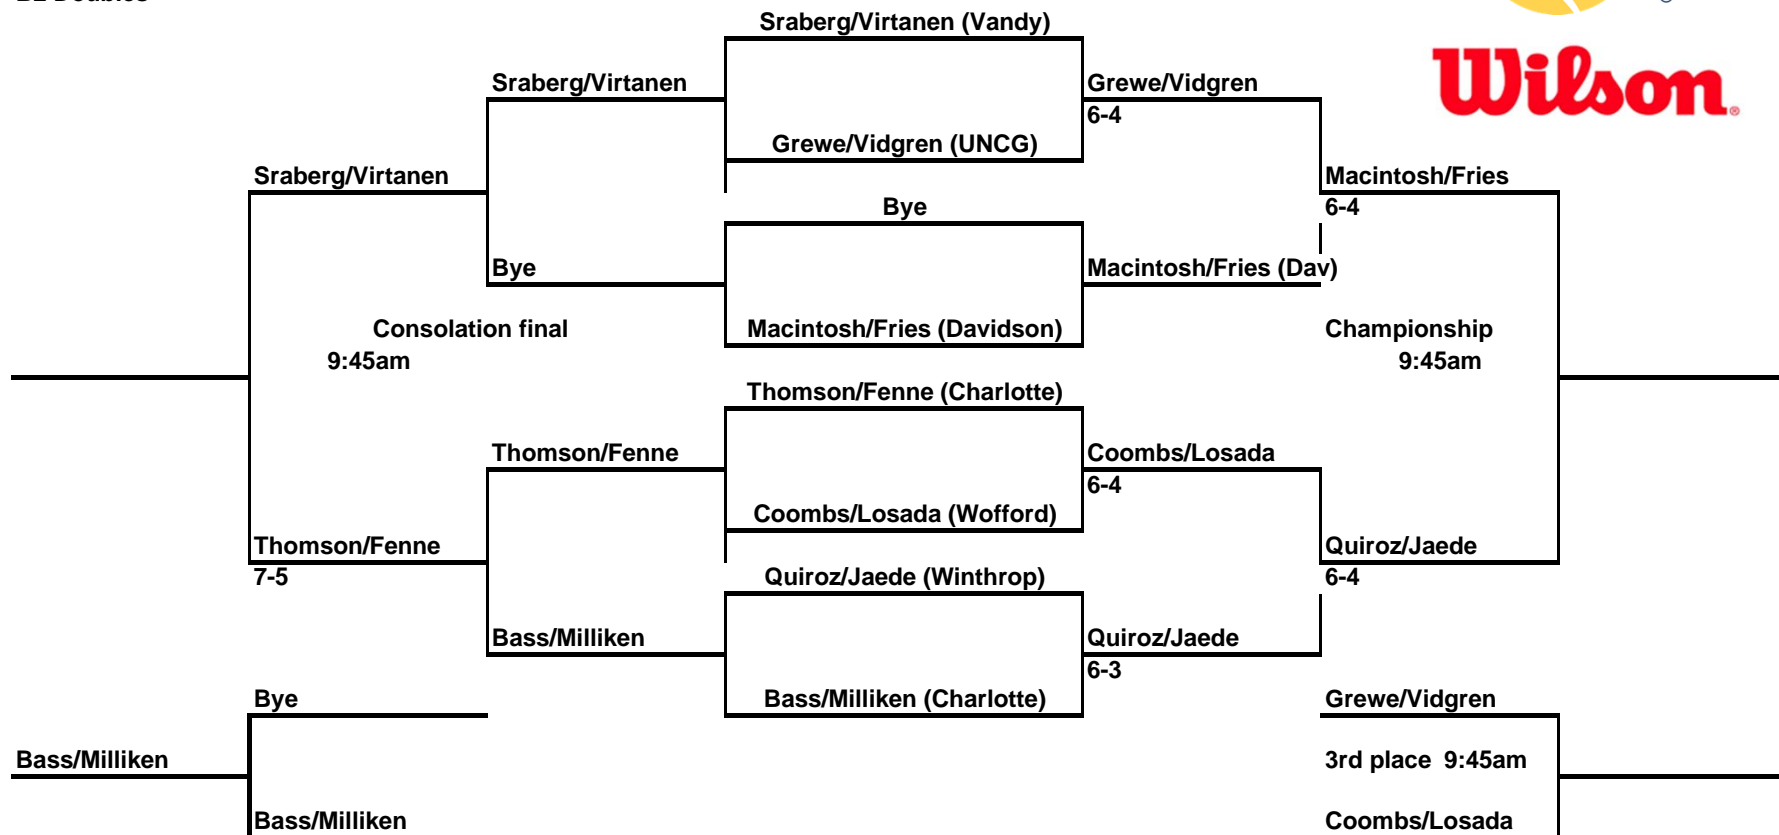 Sraberg/Virtanen (Vandy)
Sraberg/Virtanen
Grewe/Vidgren
Wilson
6-4
Grewe/Vidgren (UNCG)
Sraberg/Virtanen
Macintosh/Fries
Bye
6-4
Bye
Macintosh/Fries (Dav)
Consolation final
Macintosh/Fries (Davidson)
Championship
9:45am
9:45am
Thomson/Fenne (Charlotte)
Thomson/Fenne
Coombs/Losada
6-4
Coombs/Losada (Wofford)
Thomson/Fenne
Quiroz/Jaede
7-5
Quiroz/Jaede (Winthrop)
6-4
Bass/Milliken
Quiroz/Jaede
6-3
Bye
Bass/Milliken (Charlotte)
Grewe/Vidgren
Bass/Milliken
3rd place 9:45am
Bass/Milliken
Coombs/Losada